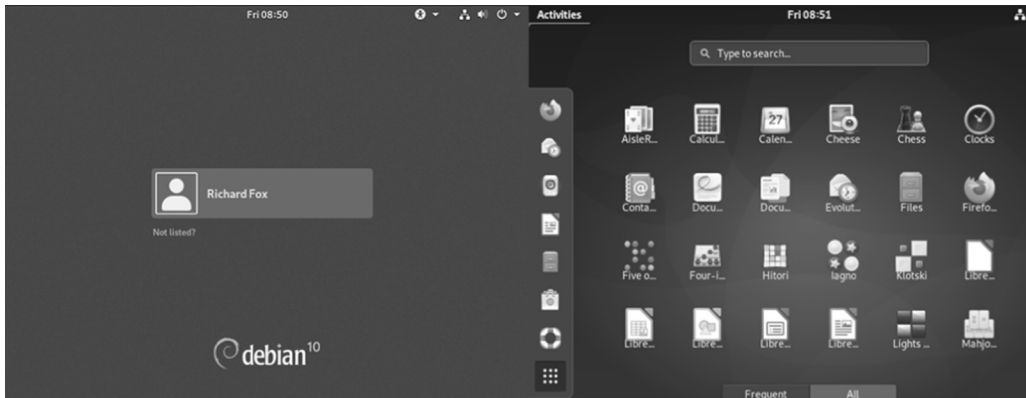 Fri 08:50
Richard Fox
Not listed?
debian 10
Activities
Fri 08:51
Type to search...
AisleR...
Calcul...
Calen...
Cheese
Chess
Clocks
Conta...
Docu...
Docu...
Evolut...
Files
Firefo...
Five o...
Four-i...
Hitori
Iagno
Klotski
Libre...
Libre...
Libre...
Libre...
Libre...
Lights ...
Mahjo...
Frequent
All